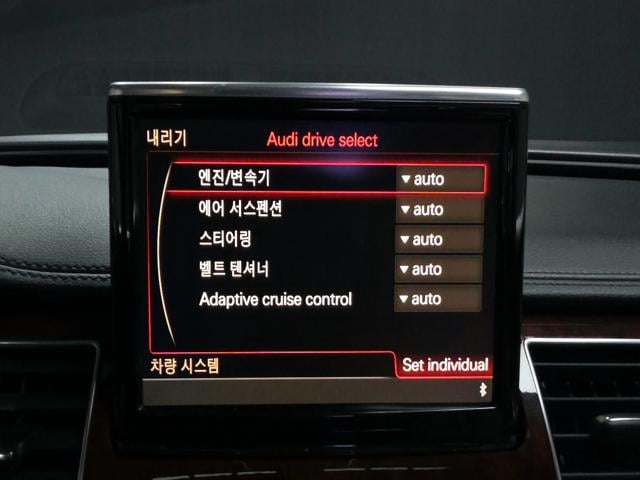 내리기 Audi drive select
엔진/변속기 ▼ auto
에어 서스펜션 ▼ auto
스티어링 ▼ auto
벨트 텐셔너 ▼ auto
Adaptive cruise control ▼ auto
차량 시스템 Set individual